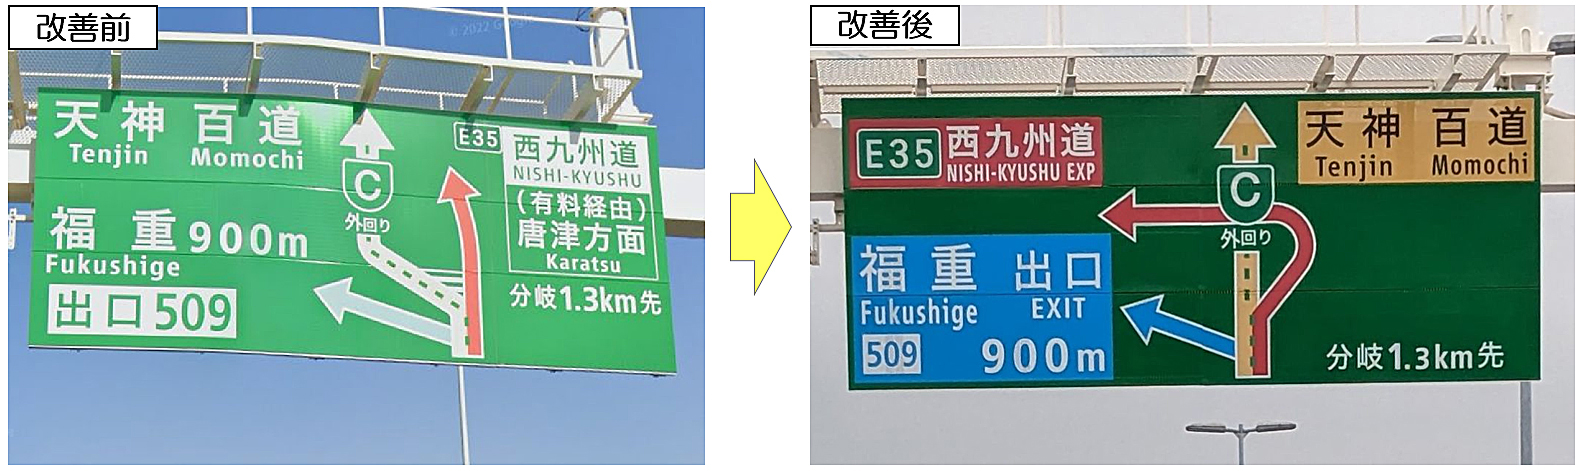 改善前
© 2022 Google
天神 百道
Tenjin Momochi
C
外回り
E35
西九州道
NISHI-KYUSHU
(有料経由)
唐津方面
Karatsu
分岐1.3km先
福重 900m
Fukushige
出口 509
改善後
E35 西九州道
NISHI-KYUSHU EXP
C
外回り
天神 百道
Tenjin Momochi
福重 出口
Fukushige EXIT
509 900m
分岐1.3km先